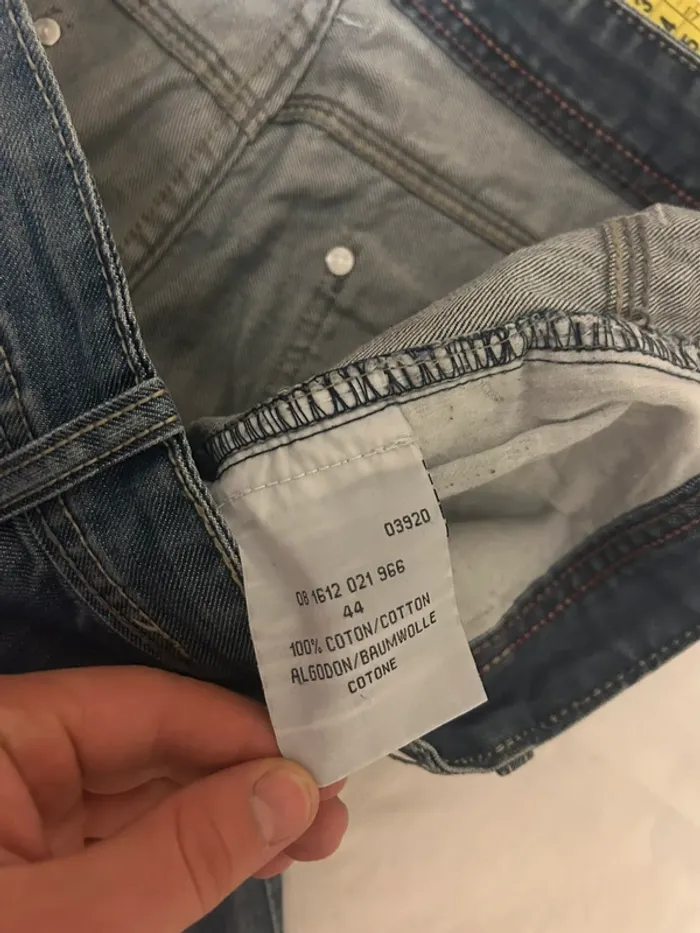 03920
08 1612 021 966
44
100% COTON/COTTON
ALGODON/BAUMWOLLE
COTONE